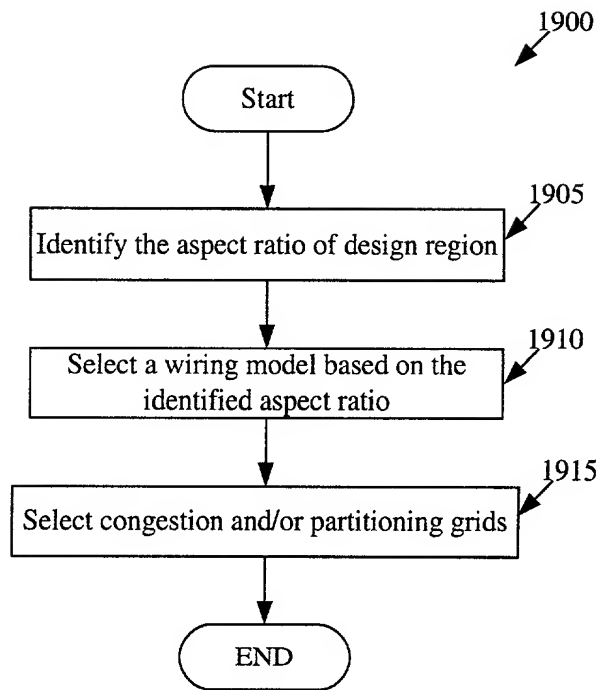 1900
Start
1905
Identify the aspect ratio of design region
1910
Select a wiring model based on the
identified aspect ratio
1915
Select congestion and/or partitioning grids
END